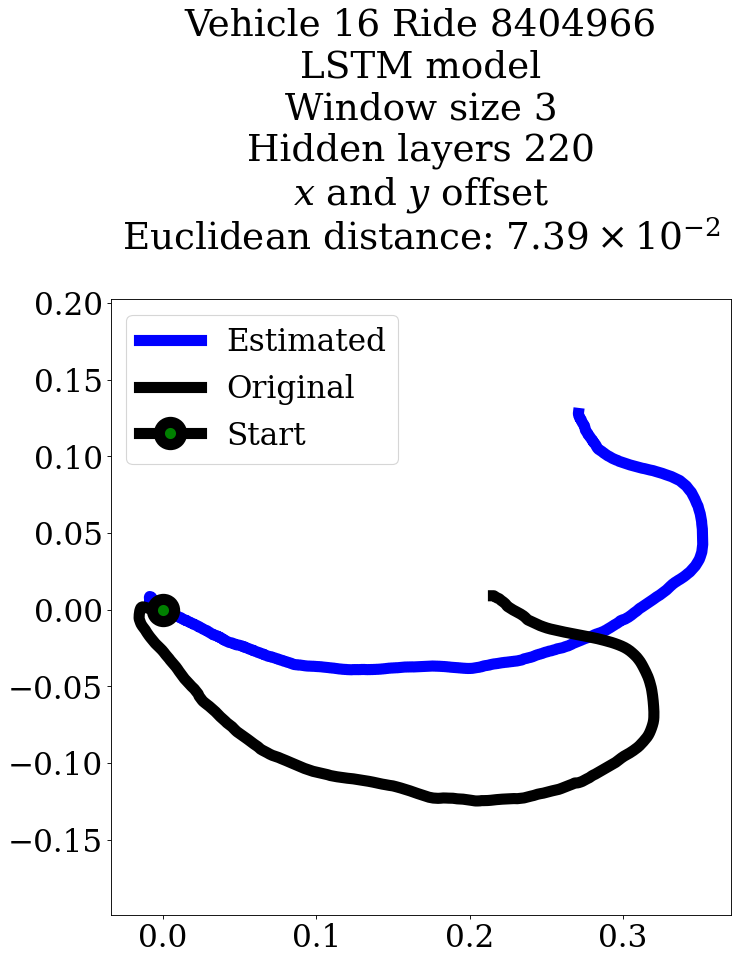 Vehicle 16 Ride 8404966
LSTM model
Window size 3
Hidden layers 220
x and y offset
Euclidean distance: 7.39 × 10⁻²
0.20
Estimated
0.15
Original
0.10
Start
0.05
0.00
−0.05
−0.10
−0.15
0.0 0.1 0.2 0.3